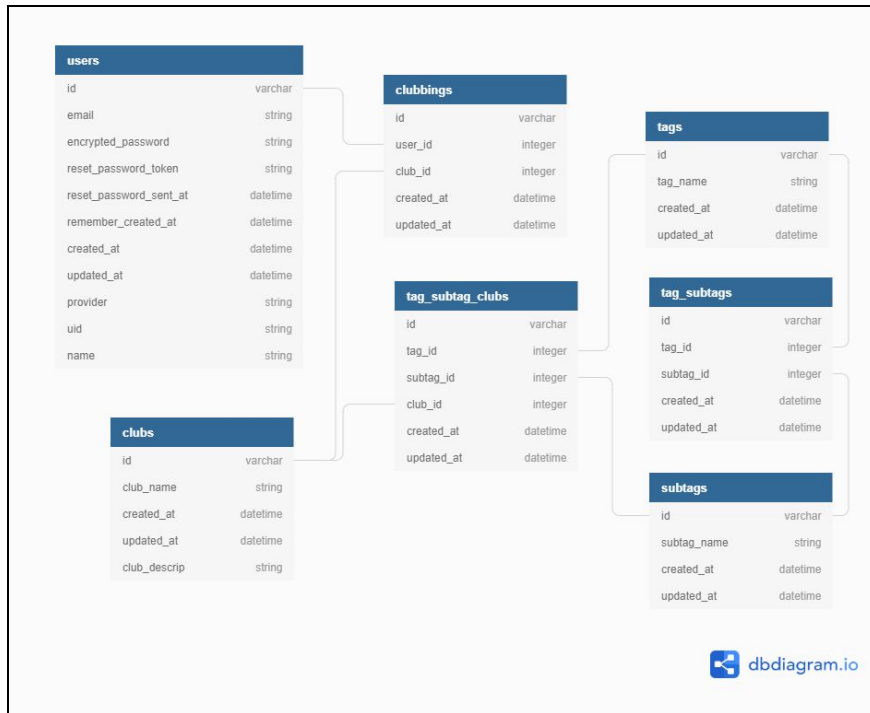 users
id varchar
email string
encrypted_password string
reset_password_token string
reset_password_sent_at datetime
remember_created_at datetime
created_at datetime
updated_at datetime
provider string
uid string
name string
clubbings
id varchar
user_id integer
club_id integer
created_at datetime
updated_at datetime
tags
id varchar
tag_name string
created_at datetime
updated_at datetime
tag_subtag_clubs
id varchar
tag_id integer
subtag_id integer
club_id integer
created_at datetime
updated_at datetime
tag_subtags
id varchar
tag_id integer
subtag_id integer
created_at datetime
updated_at datetime
clubs
id varchar
club_name string
created_at datetime
updated_at datetime
club_descrip string
subtags
id varchar
subtag_name string
created_at datetime
updated_at datetime
dbdiagram.io